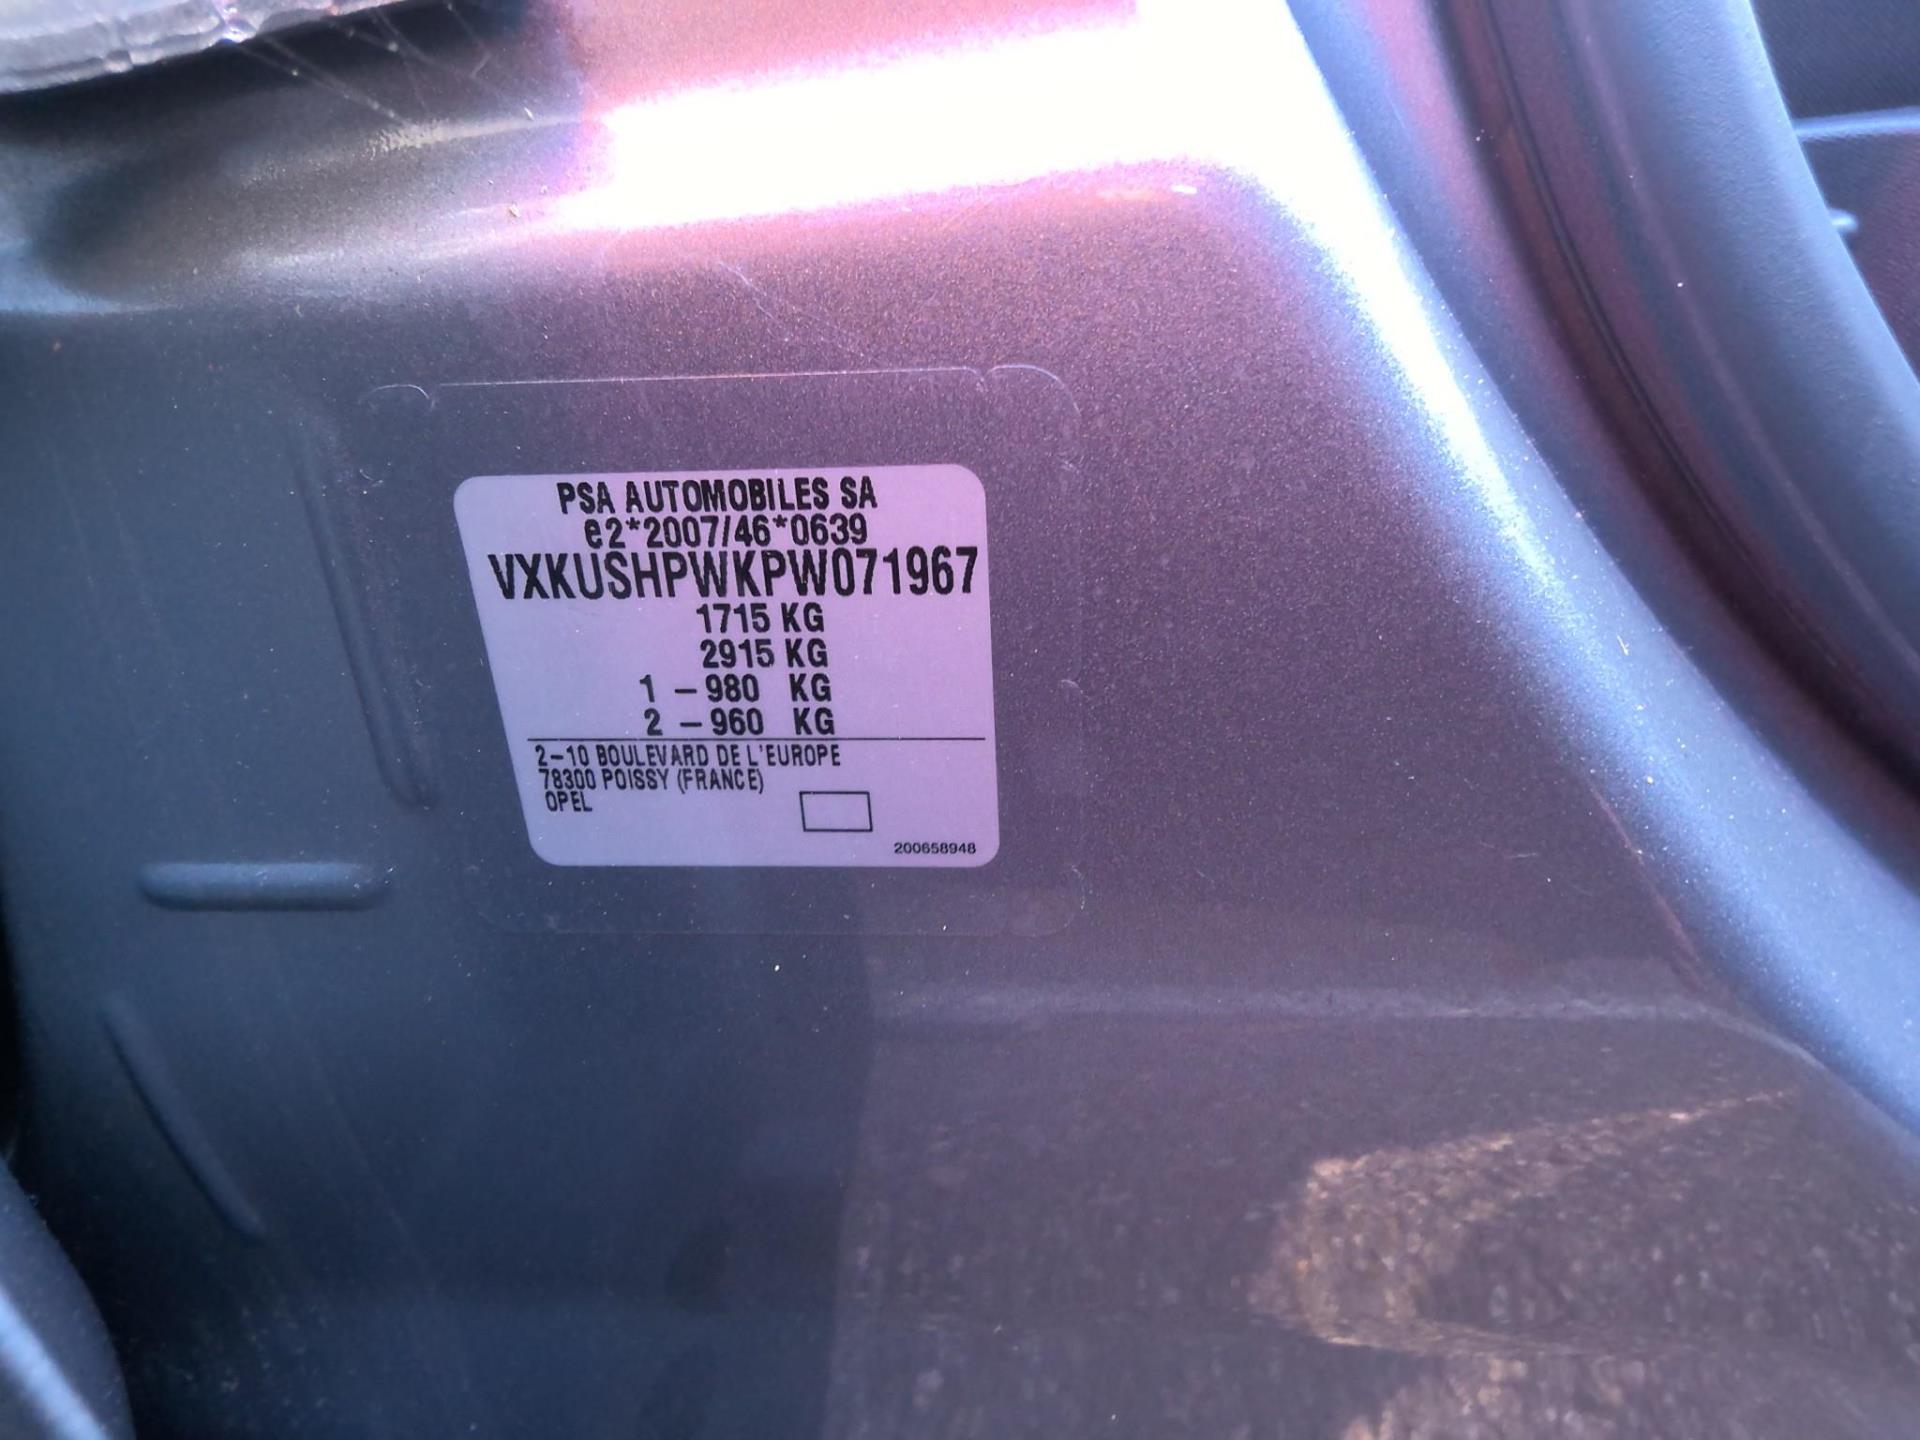 PSA AUTOMOBILES SA
e2*2007/46*0639
VXKUSHPWKPW071967
1715 KG
2915 KG
1 - 980 KG
2 - 960 KG
2-10 BOULEVARD DE L'EUROPE
78300 POISSY (FRANCE)
OPEL
200658948